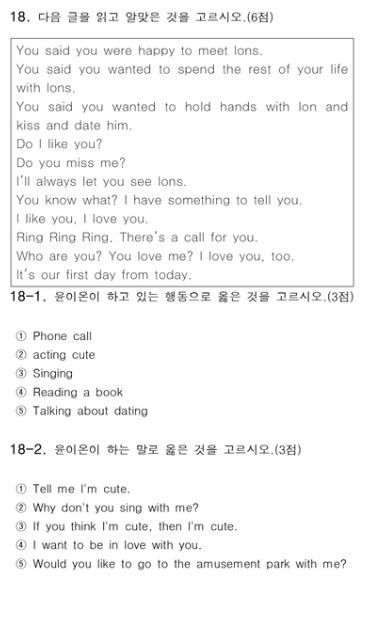 18. 다음 글을 읽고 알맞은 것을 고르시오.(6점)
You said you were happy to meet Ions.
You said you wanted to spend the rest of your life
with Ions.
You said you wanted to hold hands with Ion and
kiss and date him.
Do I like you?
Do you miss me?
I'll always let you see Ions.
You know what? I have something to tell you.
I like you, I love you.
Ring Ring Ring, There's a call for you.
Who are you? You love me? I love you, too.
It's our first day from today.
18-1. 윤이온이 하고 있는 행동으로 옳은 것을 고르시오.(3점)
① Phone call
② acting cute
③ Singing
④ Reading a book
⑤ Talking about dating
18-2. 윤이온이 하는 말로 옳은 것을 고르시오.(3점)
① Tell me I'm cute.
② Why don't you sing with me?
③ If you think I'm cute, then I'm cute.
④ I want to be in love with you.
⑤ Would you like to go to the amusement park with me?